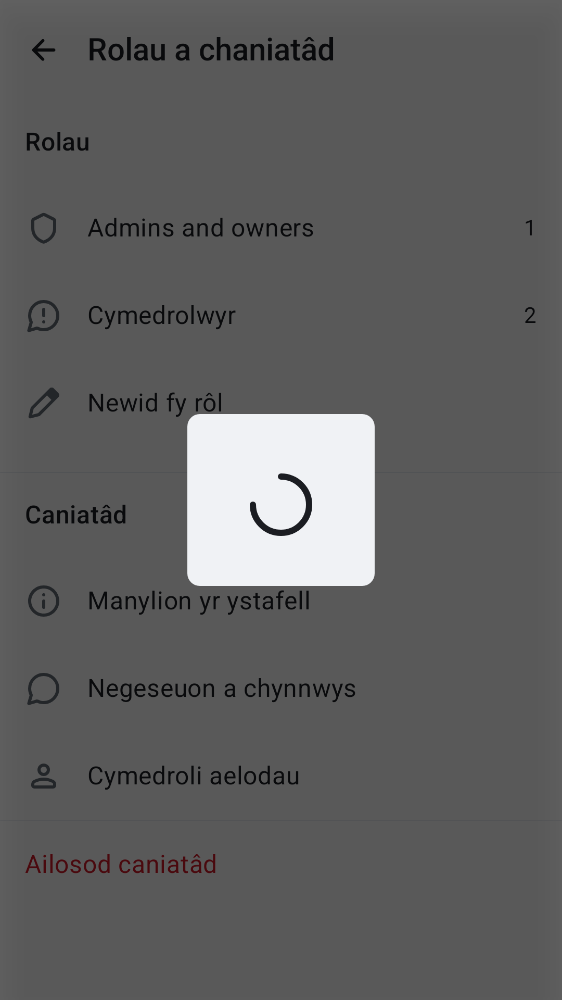 Rolau a chaniatâd
Rolau
Admins and owners 1
Cymedrolwyr 2
Newid fy rôl
Caniatâd
Manylion yr ystafell
Negeseuon a chynnwys
Cymedroli aelodau
Ailosod caniatâd